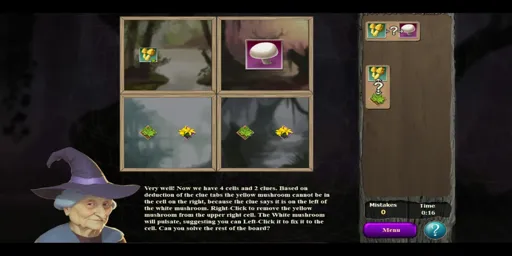 ?
?
Very well! Now we have 4 cells and 2 clues. Based on
deduction of the clue tabs the yellow mushroom cannot be in
the cell on the right, because the clue says it is on the left of
the white mushroom. Right-Click to remove the yellow
mushroom from the upper right cell. The White mushroom
will pulsate, suggesting you can Left-Click it to fix it to the
cell. Can you solve the rest of the board?
Mistakes
0
Time
0:16
Menu
?